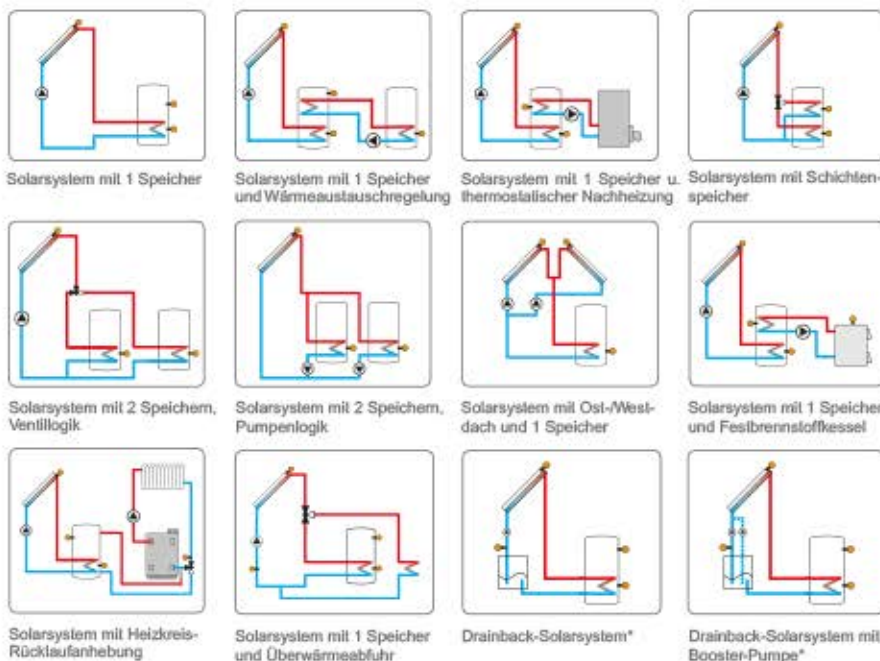 Solarsystem mit 1 Speicher
Solarsystem mit 1 Speicher
und Wärmeaustauschregelung
Solarsystem mit 1 Speicher u.
thermostatischer Nachheizung
Solarsystem mit Schichten-
speicher
Solarsystem mit 2 Speichern,
Ventillogik
Solarsystem mit 2 Speichern,
Pumpenlogik
Solarsystem mit Ost-/West-
dach und 1 Speicher
Solarsystem mit 1 Speicher
und Festbrennstoffkessel
Solarsystem mit Heizkreis-
Rücklaufanhebung
Solarsystem mit 1 Speicher
und Überwärmeabfuhr
Drainback-Solarsystem*
Drainback-Solarsystem mit
Booster-Pumpe*